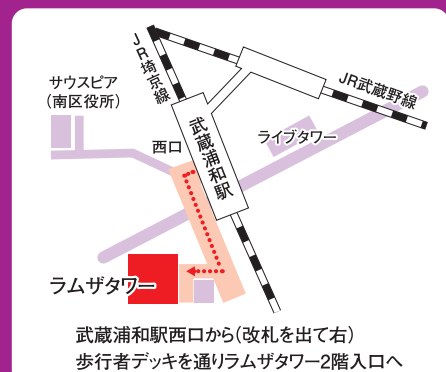 JR埼京線
サウスピア
(南区役所)
JR武蔵野線
西口
武蔵浦和駅
ライブタワー
ラムザタワー
武蔵浦和駅西口から(改札を出て右)
歩行者デッキを通りラムザタワー2階入口へ